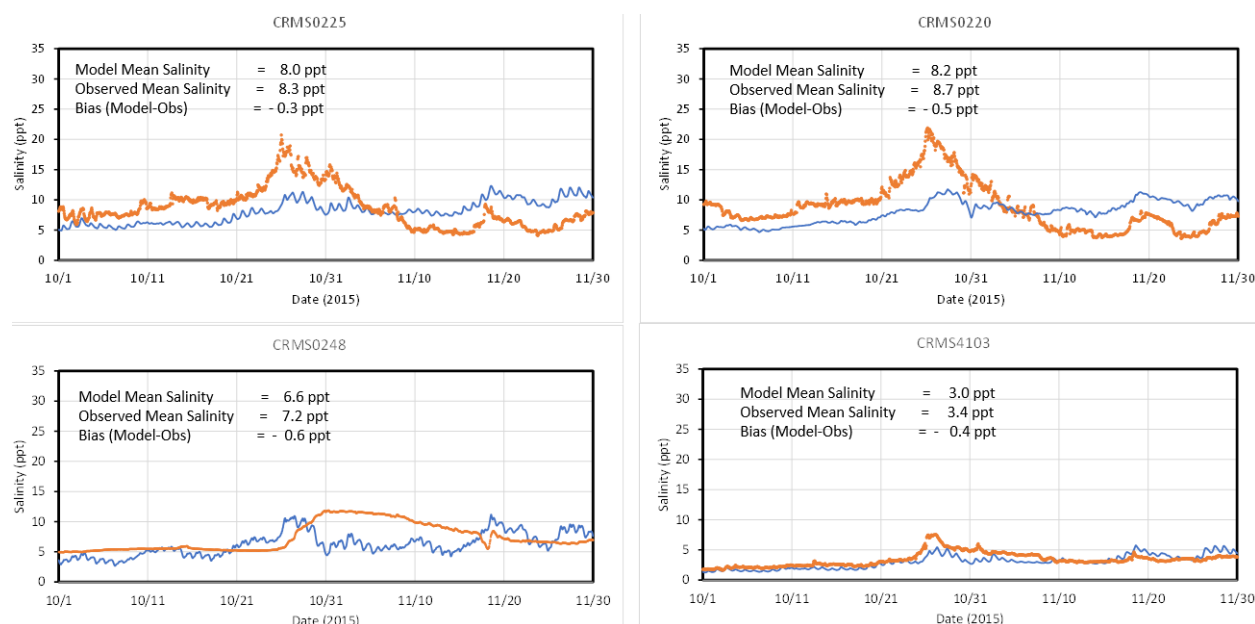 CRMS0225
35
30
25
20
15
10
5
0
Salinity (ppt)
Model Mean Salinity = 8.0 ppt
Observed Mean Salinity = 8.3 ppt
Bias (Model-Obs) = - 0.3 ppt
10/1 10/11 10/21 10/31 11/10 11/20 11/30
Date (2015)
CRMS0220
35
30
25
20
15
10
5
0
Salinity (ppt)
Model Mean Salinity = 8.2 ppt
Observed Mean Salinity = 8.7 ppt
Bias (Model-Obs) = - 0.5 ppt
10/1 10/11 10/21 10/31 11/10 11/20 11/30
Date (2015)
CRMS0248
35
30
25
20
15
10
5
0
Salinity (ppt)
Model Mean Salinity = 6.6 ppt
Observed Mean Salinity = 7.2 ppt
Bias (Model-Obs) = - 0.6 ppt
10/1 10/11 10/21 10/31 11/10 11/20 11/30
Date (2015)
CRMS4103
35
30
25
20
15
10
5
0
Salinity (ppt)
Model Mean Salinity = 3.0 ppt
Observed Mean Salinity = 3.4 ppt
Bias (Model-Obs) = - 0.4 ppt
10/1 10/11 10/21 10/31 11/10 11/20 11/30
Date (2015)